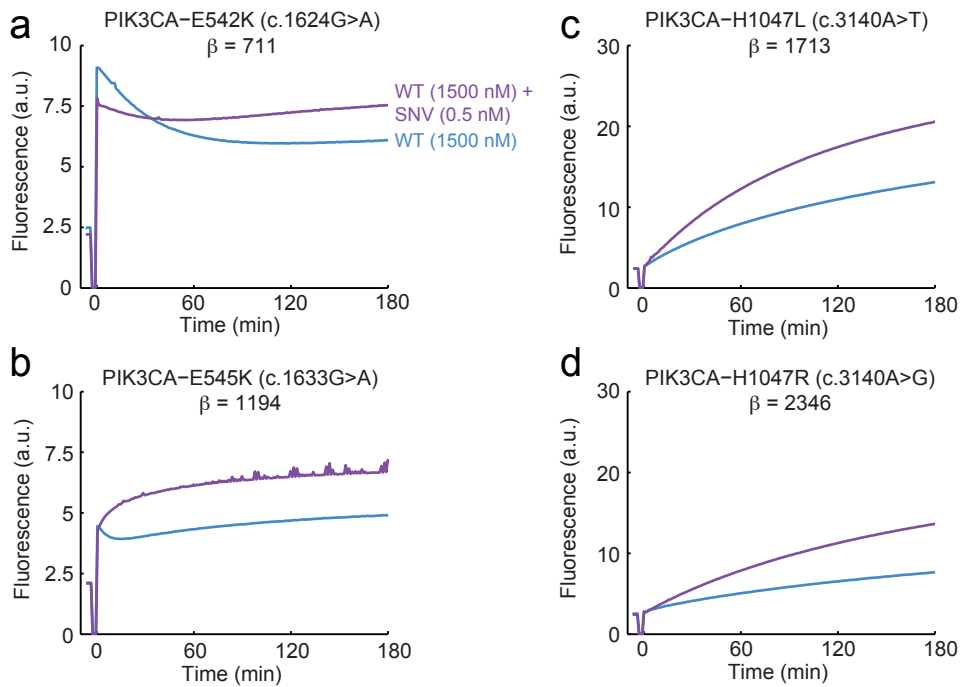 a
PIK3CA−E542K (c.1624G>A)
β = 711
10
7.5
5
2.5
0
Fluorescence (a.u.)
WT (1500 nM) +
SNV (0.5 nM)
WT (1500 nM)
0 60 120 180
Time (min)
c
PIK3CA−H1047L (c.3140A>T)
β = 1713
30
20
10
0
Fluorescence (a.u.)
0 60 120 180
Time (min)
b
PIK3CA−E545K (c.1633G>A)
β = 1194
10
7.5
5
2.5
0
Fluorescence (a.u.)
0 60 120 180
Time (min)
d
PIK3CA−H1047R (c.3140A>G)
β = 2346
30
20
10
0
Fluorescence (a.u.)
0 60 120 180
Time (min)